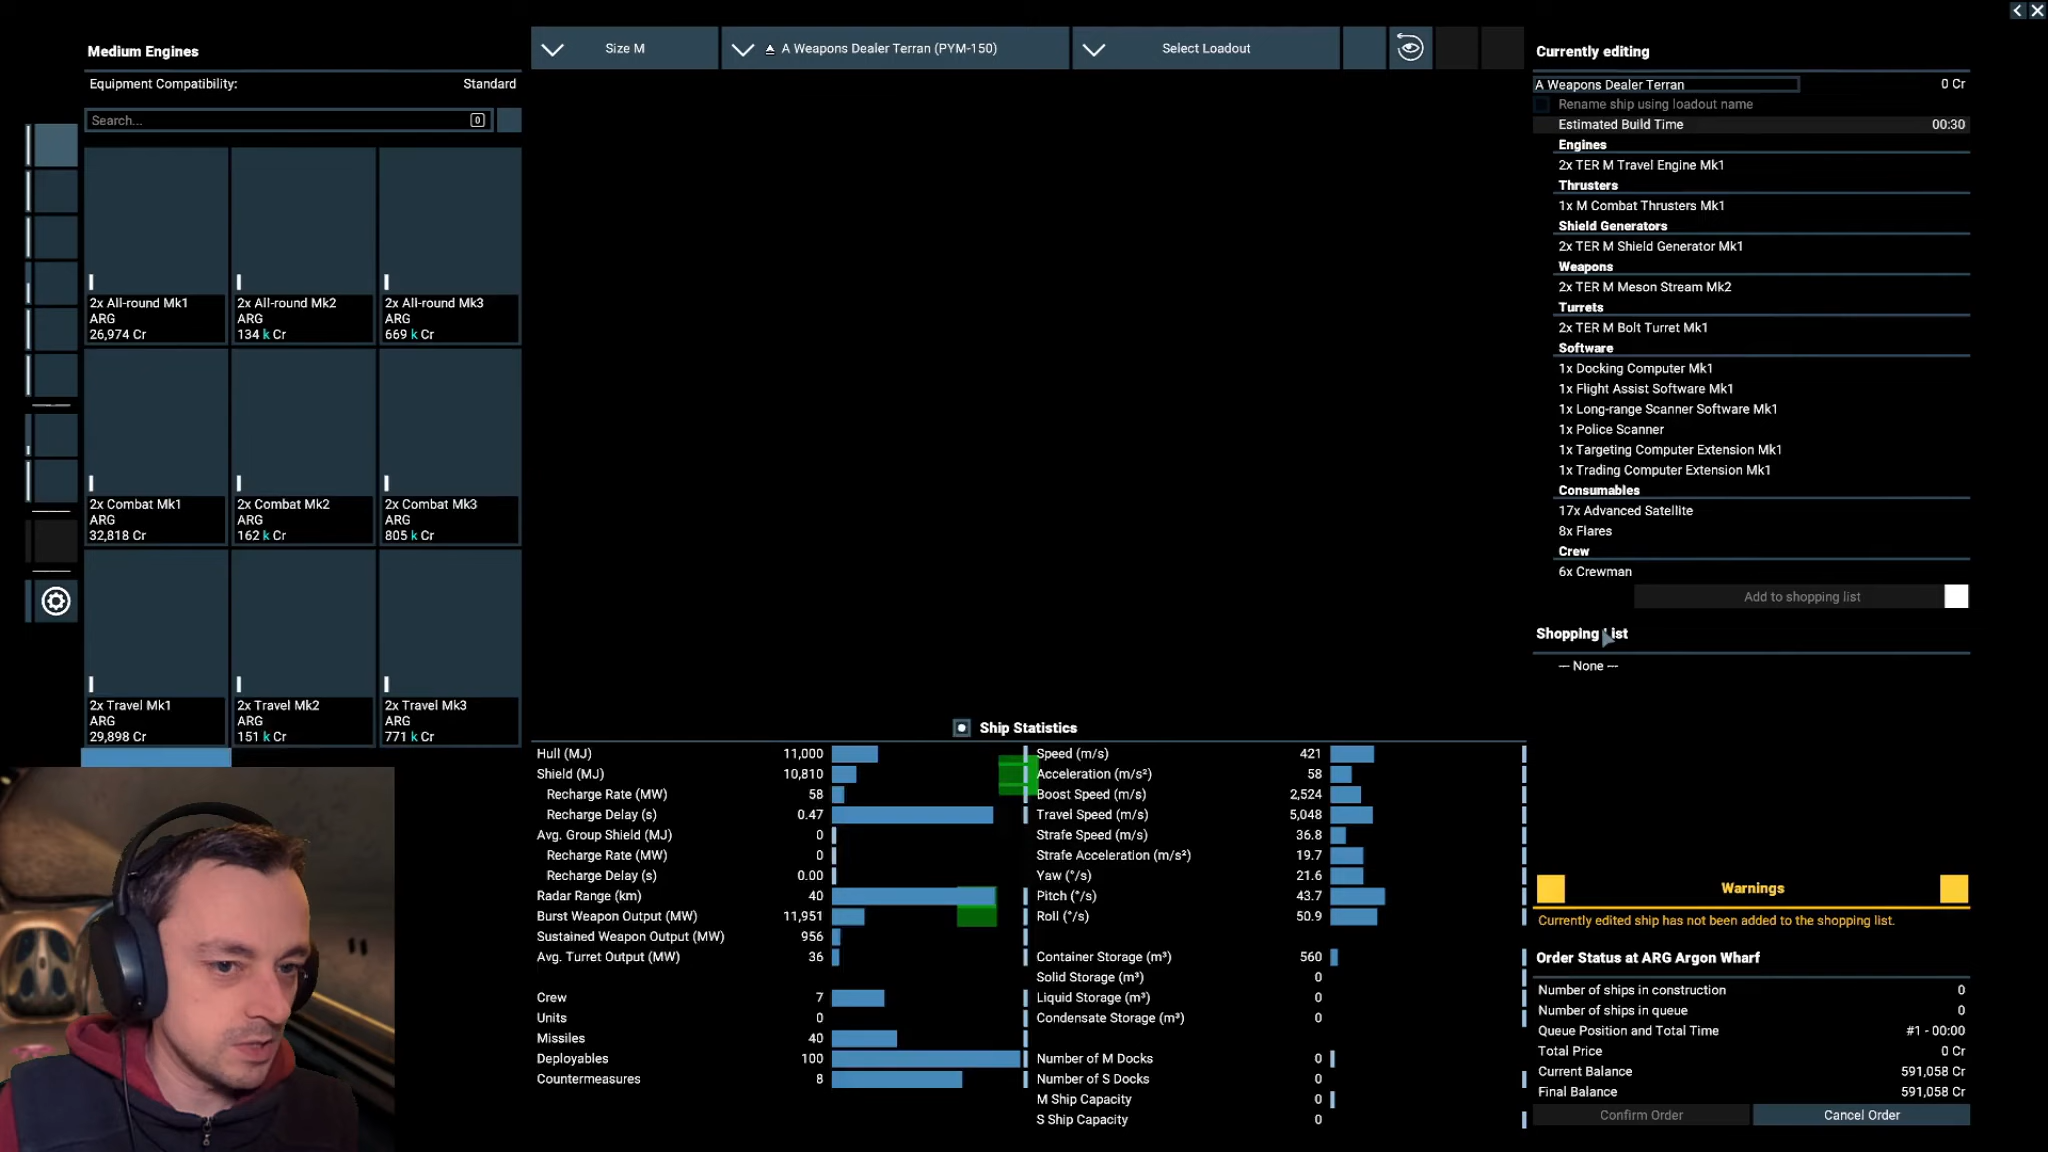 Medium Engines
Equipment Compatibility: Standard
Search... 0
2x All-round Mk1
ARG
26,974 Cr
2x All-round Mk2
ARG
134 k Cr
2x All-round Mk3
ARG
669 k Cr
2x Combat Mk1
ARG
32,818 Cr
2x Combat Mk2
ARG
162 k Cr
2x Combat Mk3
ARG
805 k Cr
2x Travel Mk1
ARG
29,898 Cr
2x Travel Mk2
ARG
151 k Cr
2x Travel Mk3
ARG
771 k Cr
Size M
A Weapons Dealer Terran (PYM-150)
Select Loadout
Ship Statistics
Hull (MJ) 11,000
Shield (MJ) 10,810
Recharge Rate (MW) 58
Recharge Delay (s) 0.47
Avg. Group Shield (MJ) 0
Recharge Rate (MW) 0
Recharge Delay (s) 0.00
Radar Range (km) 40
Burst Weapon Output (MW) 11,951
Sustained Weapon Output (MW) 956
Avg. Turret Output (MW) 36
Crew 7
Units 0
Missiles 40
Deployables 100
Countermeasures 8
Speed (m/s) 421
Acceleration (m/s²) 58
Boost Speed (m/s) 2,524
Travel Speed (m/s) 5,048
Strafe Speed (m/s) 36.8
Strafe Acceleration (m/s²) 19.7
Yaw (°/s) 21.6
Pitch (°/s) 43.7
Roll (°/s) 50.9
Container Storage (m³) 560
Solid Storage (m³) 0
Liquid Storage (m³) 0
Condensate Storage (m³) 0
Number of M Docks 0
Number of S Docks 0
M Ship Capacity 0
S Ship Capacity 0
Currently editing
A Weapons Dealer Terran 0 Cr
Rename ship using loadout name
Estimated Build Time 00:30
Engines
2x TER M Travel Engine Mk1
Thrusters
1x M Combat Thrusters Mk1
Shield Generators
2x TER M Shield Generator Mk1
Weapons
2x TER M Meson Stream Mk2
Turrets
2x TER M Bolt Turret Mk1
Software
1x Docking Computer Mk1
1x Flight Assist Software Mk1
1x Long-range Scanner Software Mk1
1x Police Scanner
1x Targeting Computer Extension Mk1
1x Trading Computer Extension Mk1
Consumables
17x Advanced Satellite
8x Flares
Crew
6x Crewman
Add to shopping list
Shopping List
--- None ---
Warnings
Currently edited ship has not been added to the shopping list.
Order Status at ARG Argon Wharf
Number of ships in construction 0
Number of ships in queue 0
Queue Position and Total Time #1 - 00:00
Total Price 0 Cr
Current Balance 591,058 Cr
Final Balance 591,058 Cr
Confirm Order
Cancel Order